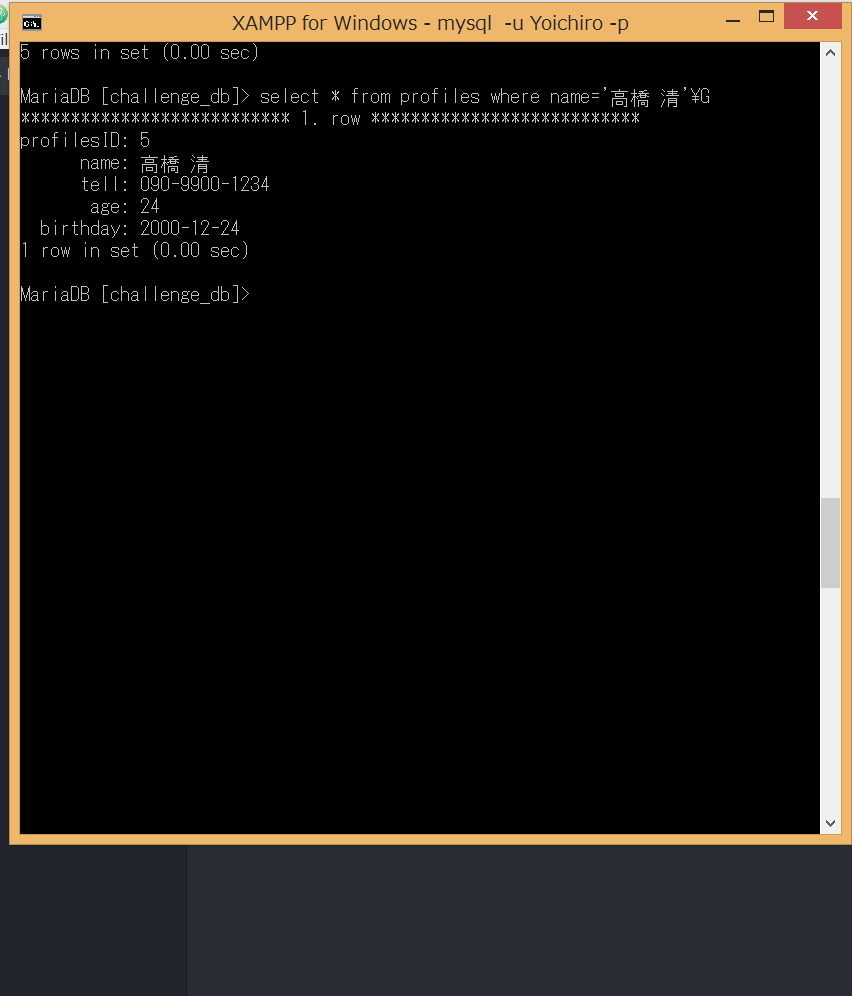 XAMPP for Windows - mysql -u Yoichiro -p
il
5 rows in set (0.00 sec)
MariaDB [challenge_db]> select * from profiles where name='高橋 清'¥G
*************************** 1. row ***************************
profilesID: 5
name: 高橋 清
tell: 090-9900-1234
age: 24
birthday: 2000-12-24
1 row in set (0.00 sec)
MariaDB [challenge_db]>